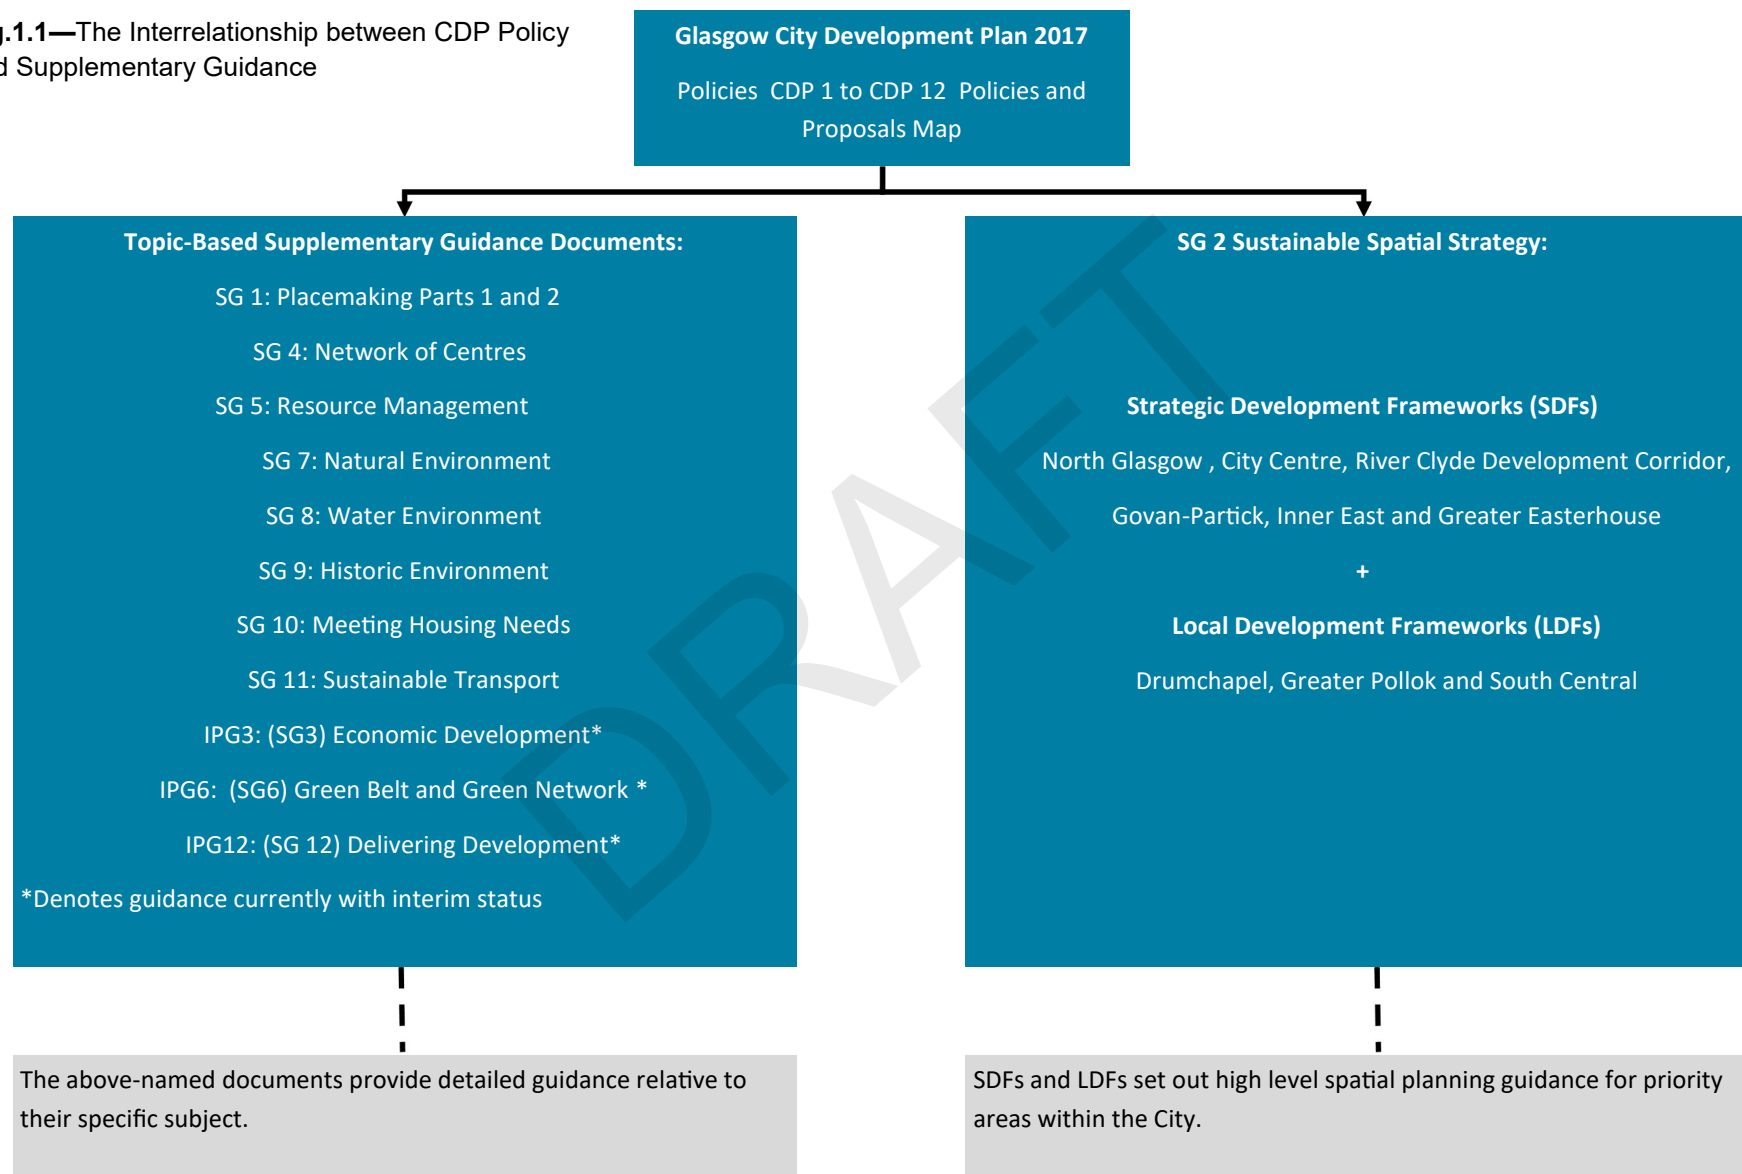 g.1.1—The Interrelationship between CDP Policy
d Supplementary Guidance
Glasgow City Development Plan 2017
Policies CDP 1 to CDP 12 Policies and
Proposals Map
Topic-Based Supplementary Guidance Documents:
SG 1: Placemaking Parts 1 and 2
SG 4: Network of Centres
SG 5: Resource Management
SG 7: Natural Environment
SG 8: Water Environment
SG 9: Historic Environment
SG 10: Meeting Housing Needs
SG 11: Sustainable Transport
IPG3: (SG3) Economic Development*
IPG6: (SG6) Green Belt and Green Network *
IPG12: (SG 12) Delivering Development*
*Denotes guidance currently with interim status
SG 2 Sustainable Spatial Strategy:
Strategic Development Frameworks (SDFs)
North Glasgow , City Centre, River Clyde Development Corridor,
Govan-Partick, Inner East and Greater Easterhouse
+
Local Development Frameworks (LDFs)
Drumchapel, Greater Pollok and South Central
The above-named documents provide detailed guidance relative to
their specific subject.
SDFs and LDFs set out high level spatial planning guidance for priority
areas within the City.
DRAFT